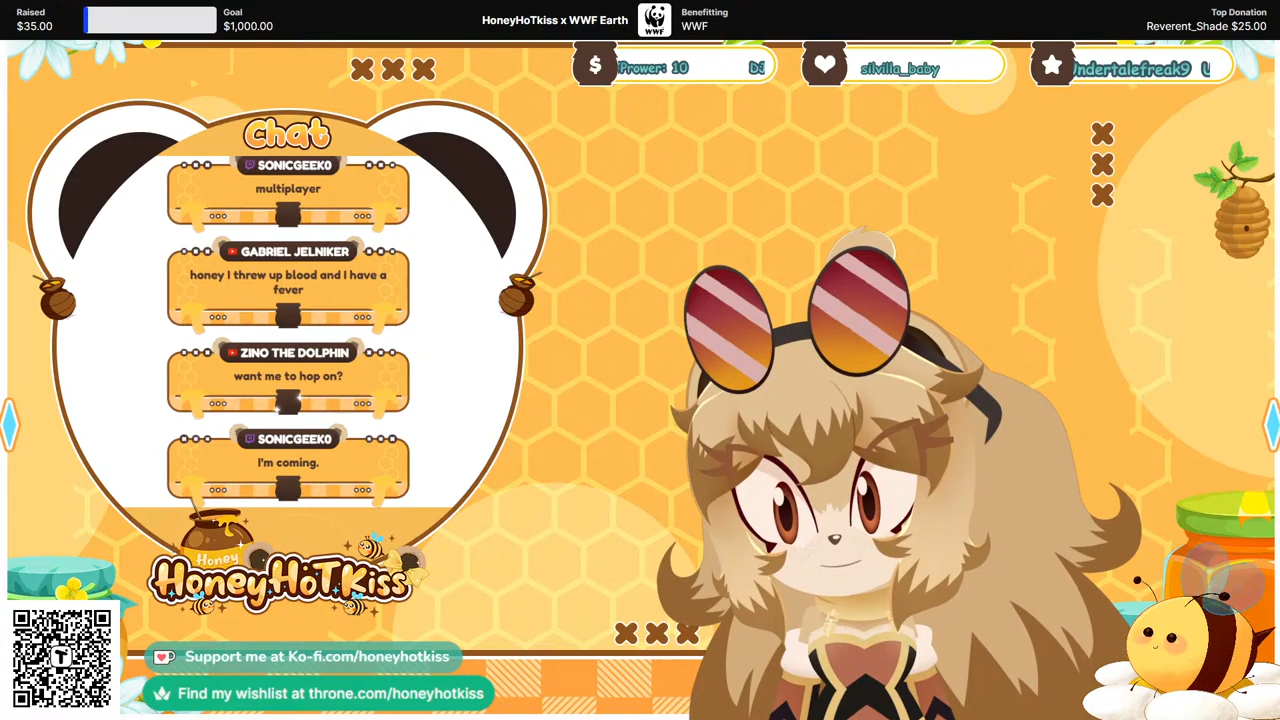 Raised
$35.00
Goal
$1,000.00
HoneyHoTkiss x WWF Earth
WWF
Benefitting
WWF
Top Donation
Reverent_Shade $25.00
Prower: 10
silvilla_baby
Undertalefreak9
Chat
SONICGEEK0
multiplayer
GABRIEL JELNIKER
honey I threw up blood and I have a
fever
ZINO THE DOLPHIN
want me to hop on?
SONICGEEK0
I'm coming.
Honey
HoneyHoTKiss
Support me at Ko-fi.com/honeyhotkiss
Find my wishlist at throne.com/honeyhotkiss